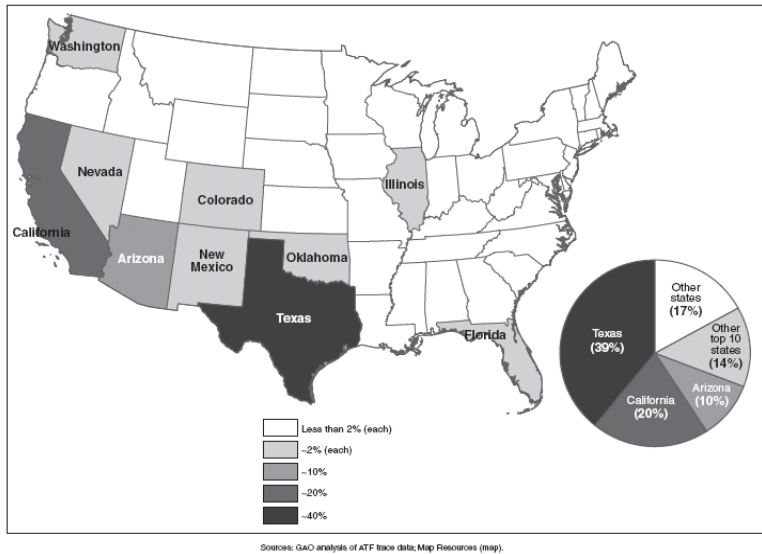 Washington
Nevada
Colorado
Illinois
California
Arizona
New
Mexico
Oklahoma
Texas
Florida
Other
states
(17%)
Texas
(39%)
Other
top 10
states
(14%)
Arizona
(10%)
California
(20%)
Less than 2% (each)
~2% (each)
~10%
~20%
~40%
Sources: GAO analysis of ATF trace data; Map Resources (map).